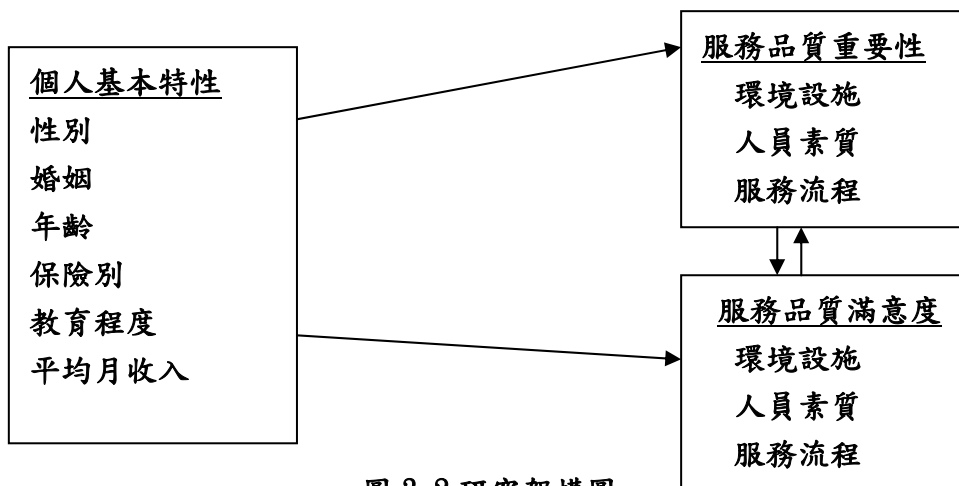 個人基本特性
性別
婚姻
年齡
保險別
教育程度
平均月收入
服務品質重要性
環境設施
人員素質
服務流程
服務品質滿意度
環境設施
人員素質
服務流程